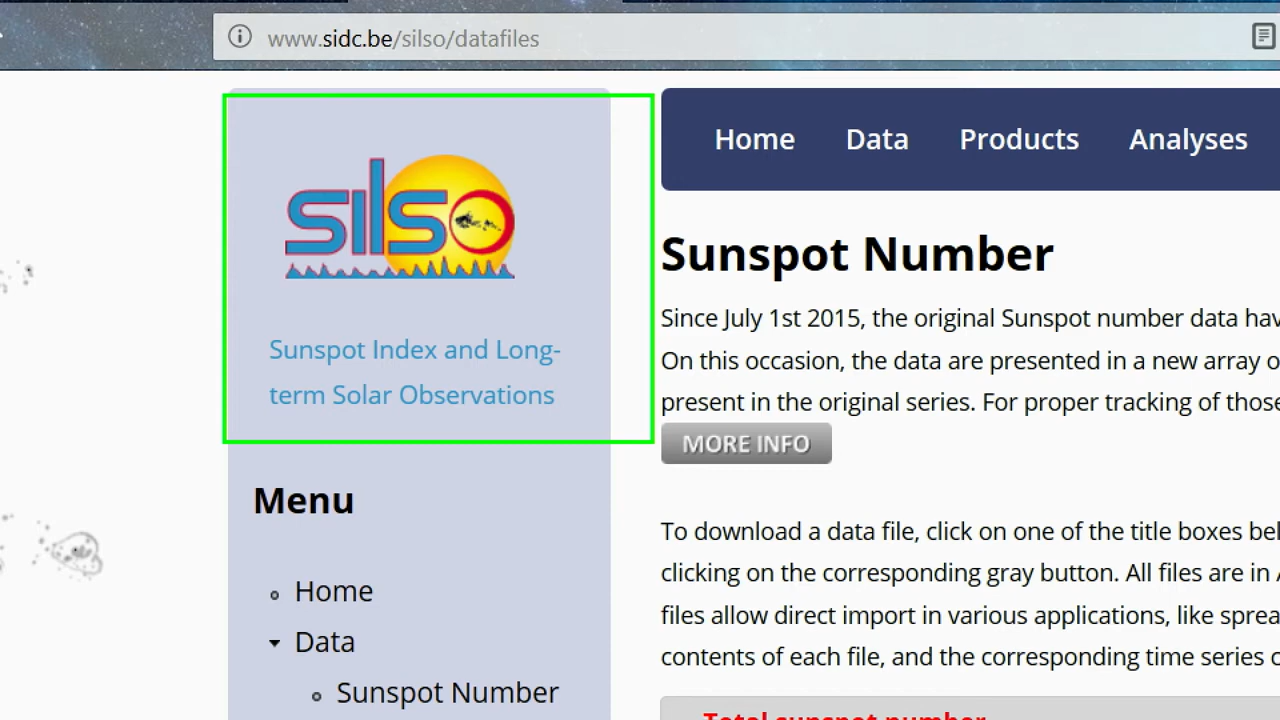 www.sidc.be/silso/datafiles
silso
Sunspot Index and Long-
term Solar Observations
Menu
Home
Data
Sunspot Number
Home Data Products Analyses
Sunspot Number
Since July 1st 2015, the original Sunspot number data hav
On this occasion, the data are presented in a new array o
present in the original series. For proper tracking of those
MORE INFO
To download a data file, click on one of the title boxes bel
clicking on the corresponding gray button. All files are in A
files allow direct import in various applications, like sprea
contents of each file, and the corresponding time series c
Total sunspot number